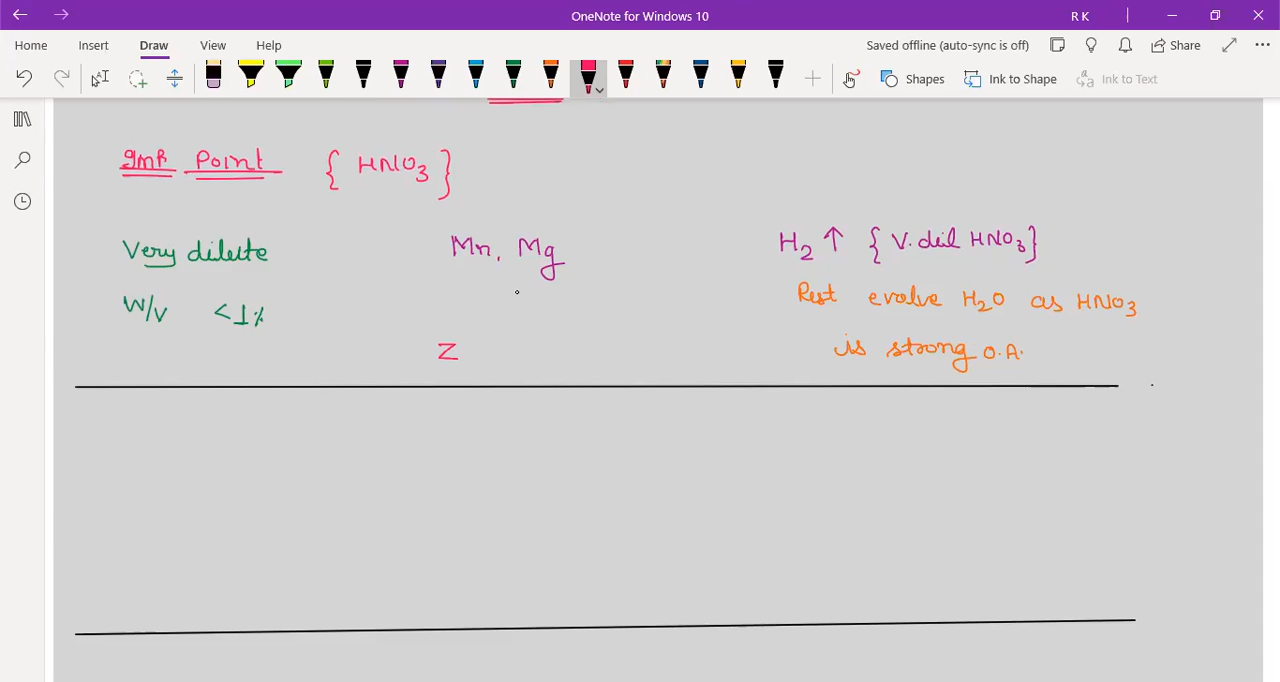 OneNote for Windows 10
R K
Home Insert Draw View Help
Saved offline (auto-sync is off) Share
Shapes Ink to Shape Ink to Text
Imp Point { HNO3 }
Very dilute Mn, Mg H2 ↑ { V. dil HNO3 }
W/V < 1% Rest evolve H2O as HNO3
Z is strong O.A.